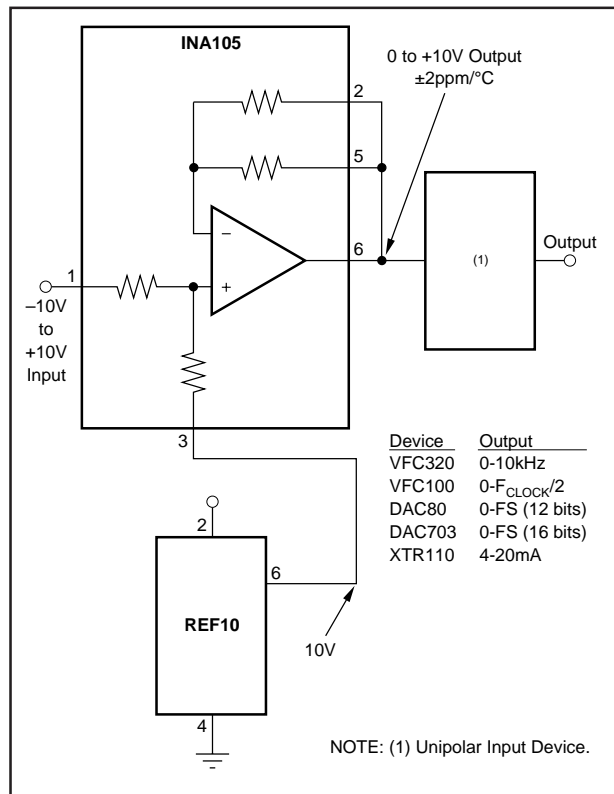 INA105
0 to +10V Output
±2ppm/°C
2
5
6
1
–10V
to
+10V
Input
–
+
3
(1)
Output
Device Output
VFC320 0-10kHz
VFC100 0-F_CLOCK/2
DAC80 0-FS (12 bits)
DAC703 0-FS (16 bits)
XTR110 4-20mA
2
6
REF10
10V
4
NOTE: (1) Unipolar Input Device.